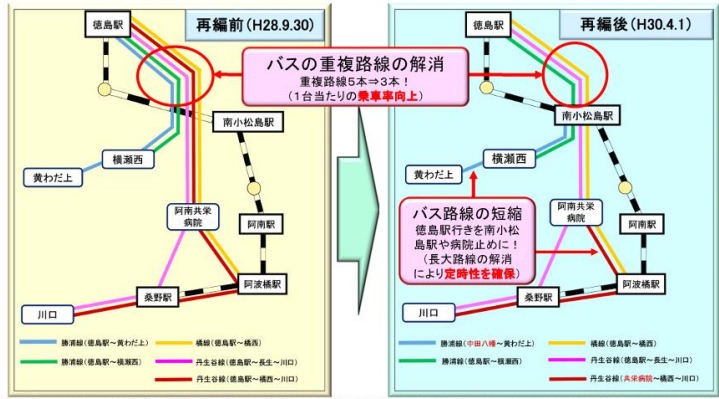 再編前(H28.9.30)
徳島駅
南小松島駅
横瀬西
黄わだ上
阿南共栄
病院
阿南駅
阿波橘駅
桑野駅
川口
勝浦線(徳島駅～黄わだ上)
橘線(徳島駅～橘西)
勝浦線(徳島駅～横瀬西)
丹生谷線(徳島駅～長生～川口)
丹生谷線(徳島駅～橘西～川口)
バスの重複路線の解消
重複路線5本⇒3本！
(1台当たりの乗車率向上)
再編後(H30.4.1)
徳島駅
南小松島駅
横瀬西
黄わだ上
阿南共栄
病院
阿南駅
バス路線の短縮
徳島駅行きを南小松
島駅や病院止めに！
(長大路線の解消
により定時性を確保)
阿波橘駅
桑野駅
川口
勝浦線(中田八幡～黄わだ上)
橘線(徳島駅～橘西)
勝浦線(徳島駅～横瀬西)
丹生谷線(徳島駅～長生～川口)
丹生谷線(共栄病院～橘西～川口)